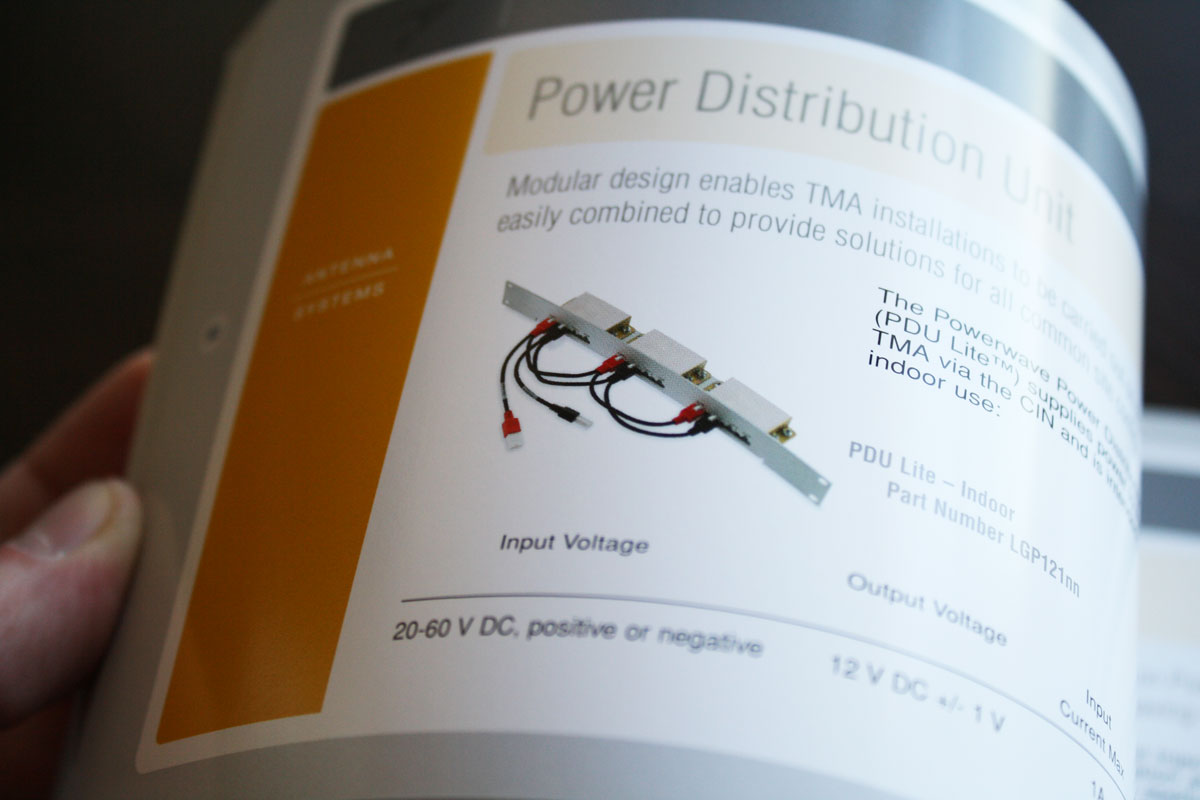 Power Distribution Unit
ANTENNA
SYSTEMS
Modular design enables TMA installations to be carried
easily combined to provide solutions for all common
The Powerwave Power
(PDU Lite™) supplies power
TMA via the CIN and is
indoor use:
PDU Lite – Indoor
Part Number LGP121nn
Input Voltage
Output Voltage
Input
Current Max
20-60 V DC, positive or negative
12 V DC +/- 1 V
1A